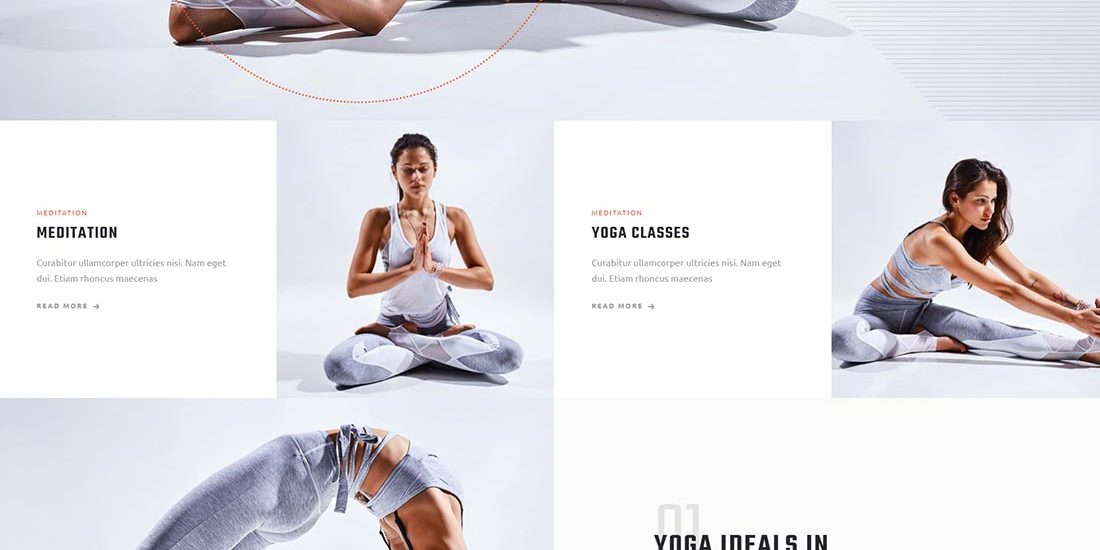 MEDITATION
MEDITATION
Curabitur ullamcorper ultricies nisi. Nam eget
dui. Etiam rhoncus maecenas
READ MORE →
MEDITATION
YOGA CLASSES
Curabitur ullamcorper ultricies nisi. Nam eget
dui. Etiam rhoncus maecenas
READ MORE →
01
YOGA IDEALS IN